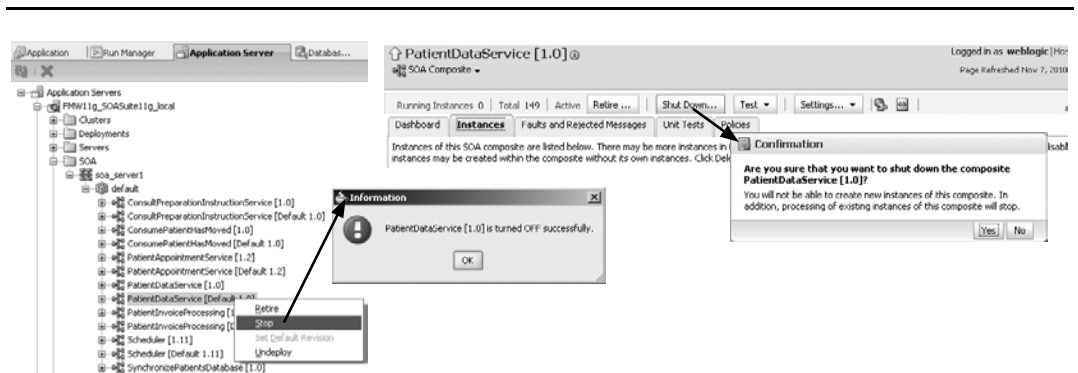 Application
Run Manager
Application Server
Databas...
Application Servers
FMW11g_SOASuite11g_local
Clusters
Deployments
Servers
SOA
soa_server1
default
ConsultPreparationInstructionService [1.0]
ConsultPreparationInstructionService [Default 1.0]
ConsumePatientHasMoved [1.0]
ConsumePatientHasMoved [Default 1.0]
PatientAppointmentService [1.2]
PatientAppointmentService [Default 1.2]
PatientDataService [1.0]
PatientDataService [Default 1.0]
PatientInvoiceProcessing [1
PatientInvoiceProcessing [D
Scheduler [1.11]
Scheduler [Default 1.11]
SynchronizePatientsDatabase [1.0]
Retire
Stop
Set Default Revision
Undeploy
Information
PatientDataService [1.0] is turned OFF successfully.
OK
PatientDataService [1.0]
SOA Composite
Logged in as weblogic | Hos
Page Refreshed Nov 7, 2010
Running Instances 0 | Total 149 | Active Retire ... Shut Down... Test Settings...
Dashboard Instances Faults and Rejected Messages Unit Tests Policies
Instances of this SOA composite are listed below. There may be more instances in
instances may be created within the composite without its own instances. Click Del
isabl
Confirmation
Are you sure that you want to shut down the composite
PatientDataService [1.0]?
You will not be able to create new instances of this composite. In
addition, processing of existing instances of this composite will stop.
Yes No